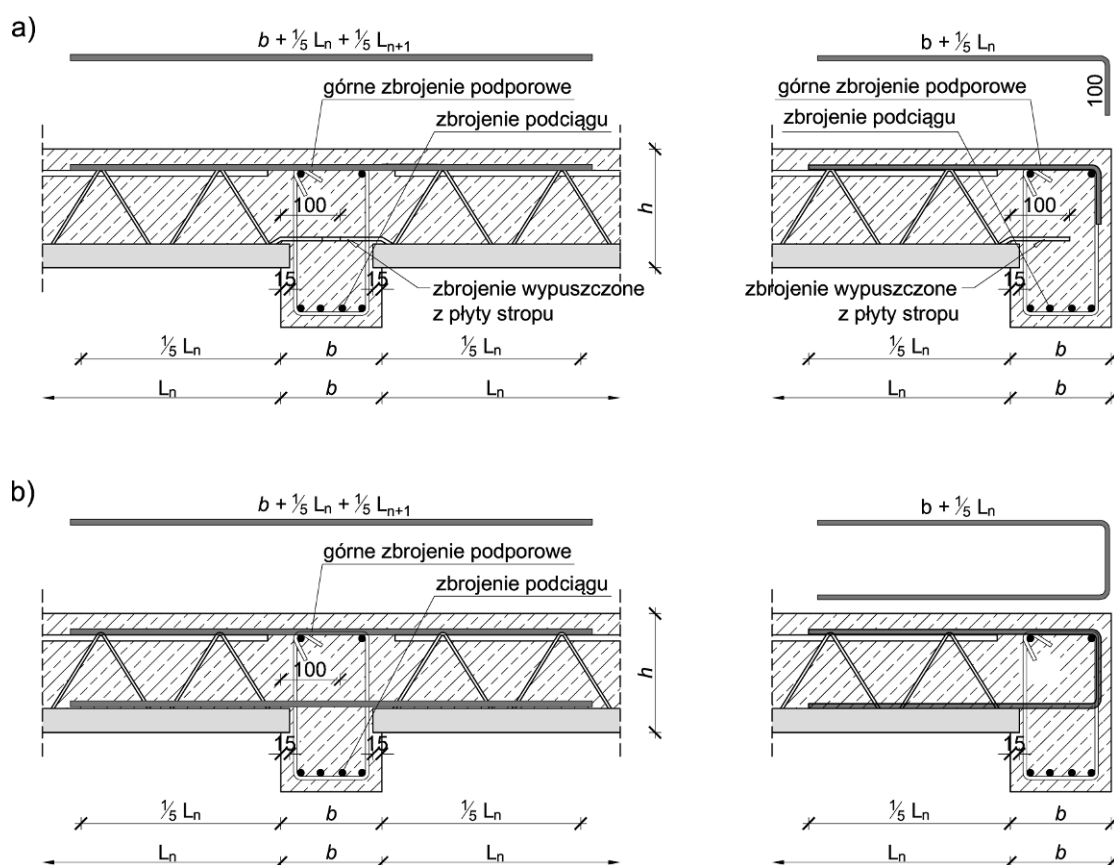 a)
b + ⅕ Lₙ + ⅕ Lₙ₊₁
górne zbrojenie podporowe
zbrojenie podciągu
100
h
15
15
zbrojenie wypuszczone
z płyty stropu
⅕ Lₙ
b
⅕ Lₙ
Lₙ
b
Lₙ
b + ⅕ Lₙ
100
górne zbrojenie podporowe
zbrojenie podciągu
100
15
zbrojenie wypuszczone
z płyty stropu
⅕ Lₙ
b
Lₙ
b
b)
b + ⅕ Lₙ + ⅕ Lₙ₊₁
górne zbrojenie podporowe
zbrojenie podciągu
100
h
15
15
⅕ Lₙ
b
⅕ Lₙ
Lₙ
b
Lₙ
b + ⅕ Lₙ
15
⅕ Lₙ
b
Lₙ
b